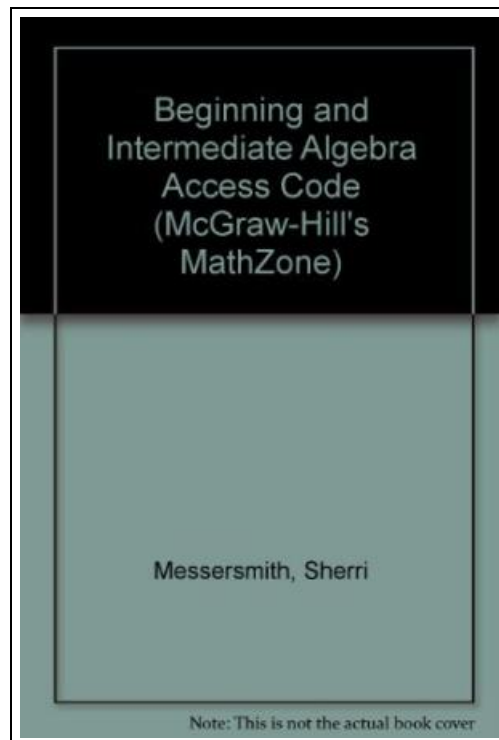 Beginning and
Intermediate Algebra
Access Code
(McGraw-Hill's
MathZone)
Messersmith, Sherri
Note: This is not the actual book cover